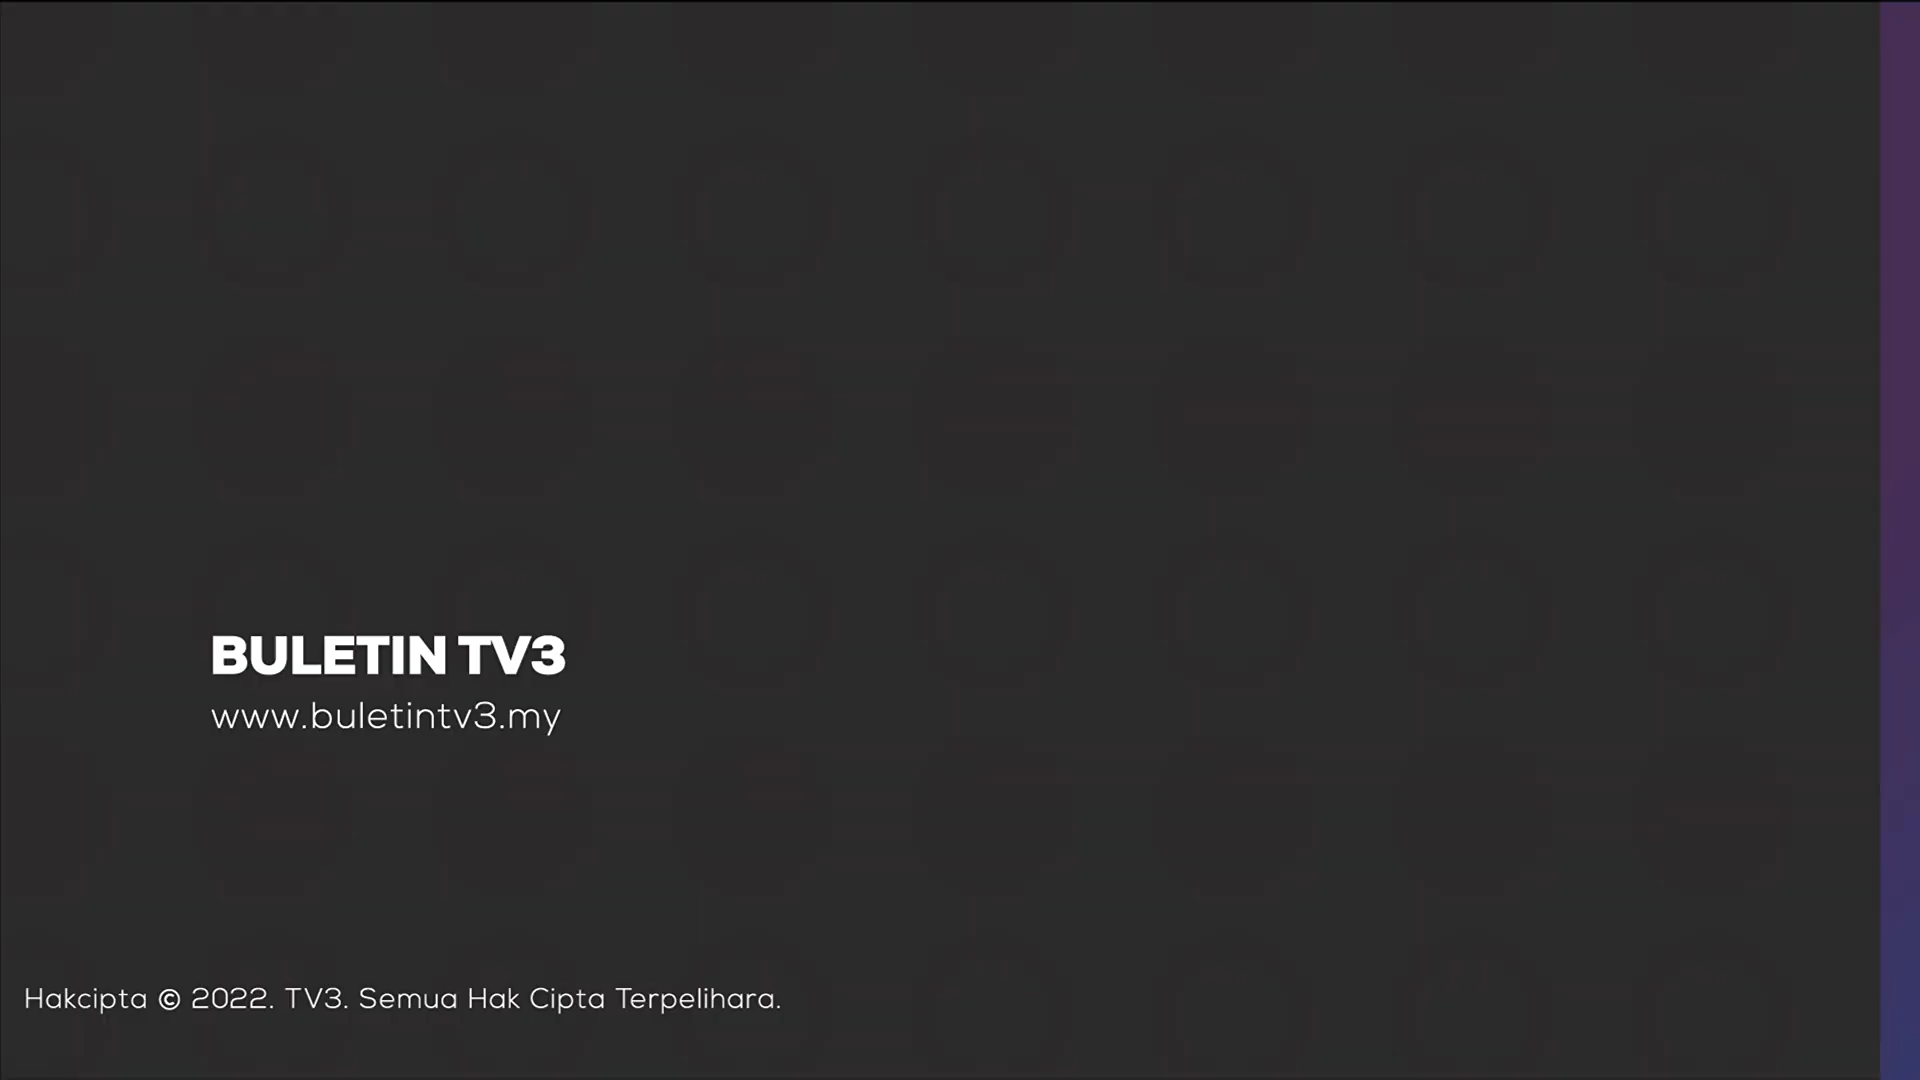 BULETIN TV3
www.buletintv3.my
Hakcipta © 2022. TV3. Semua Hak Cipta Terpelihara.